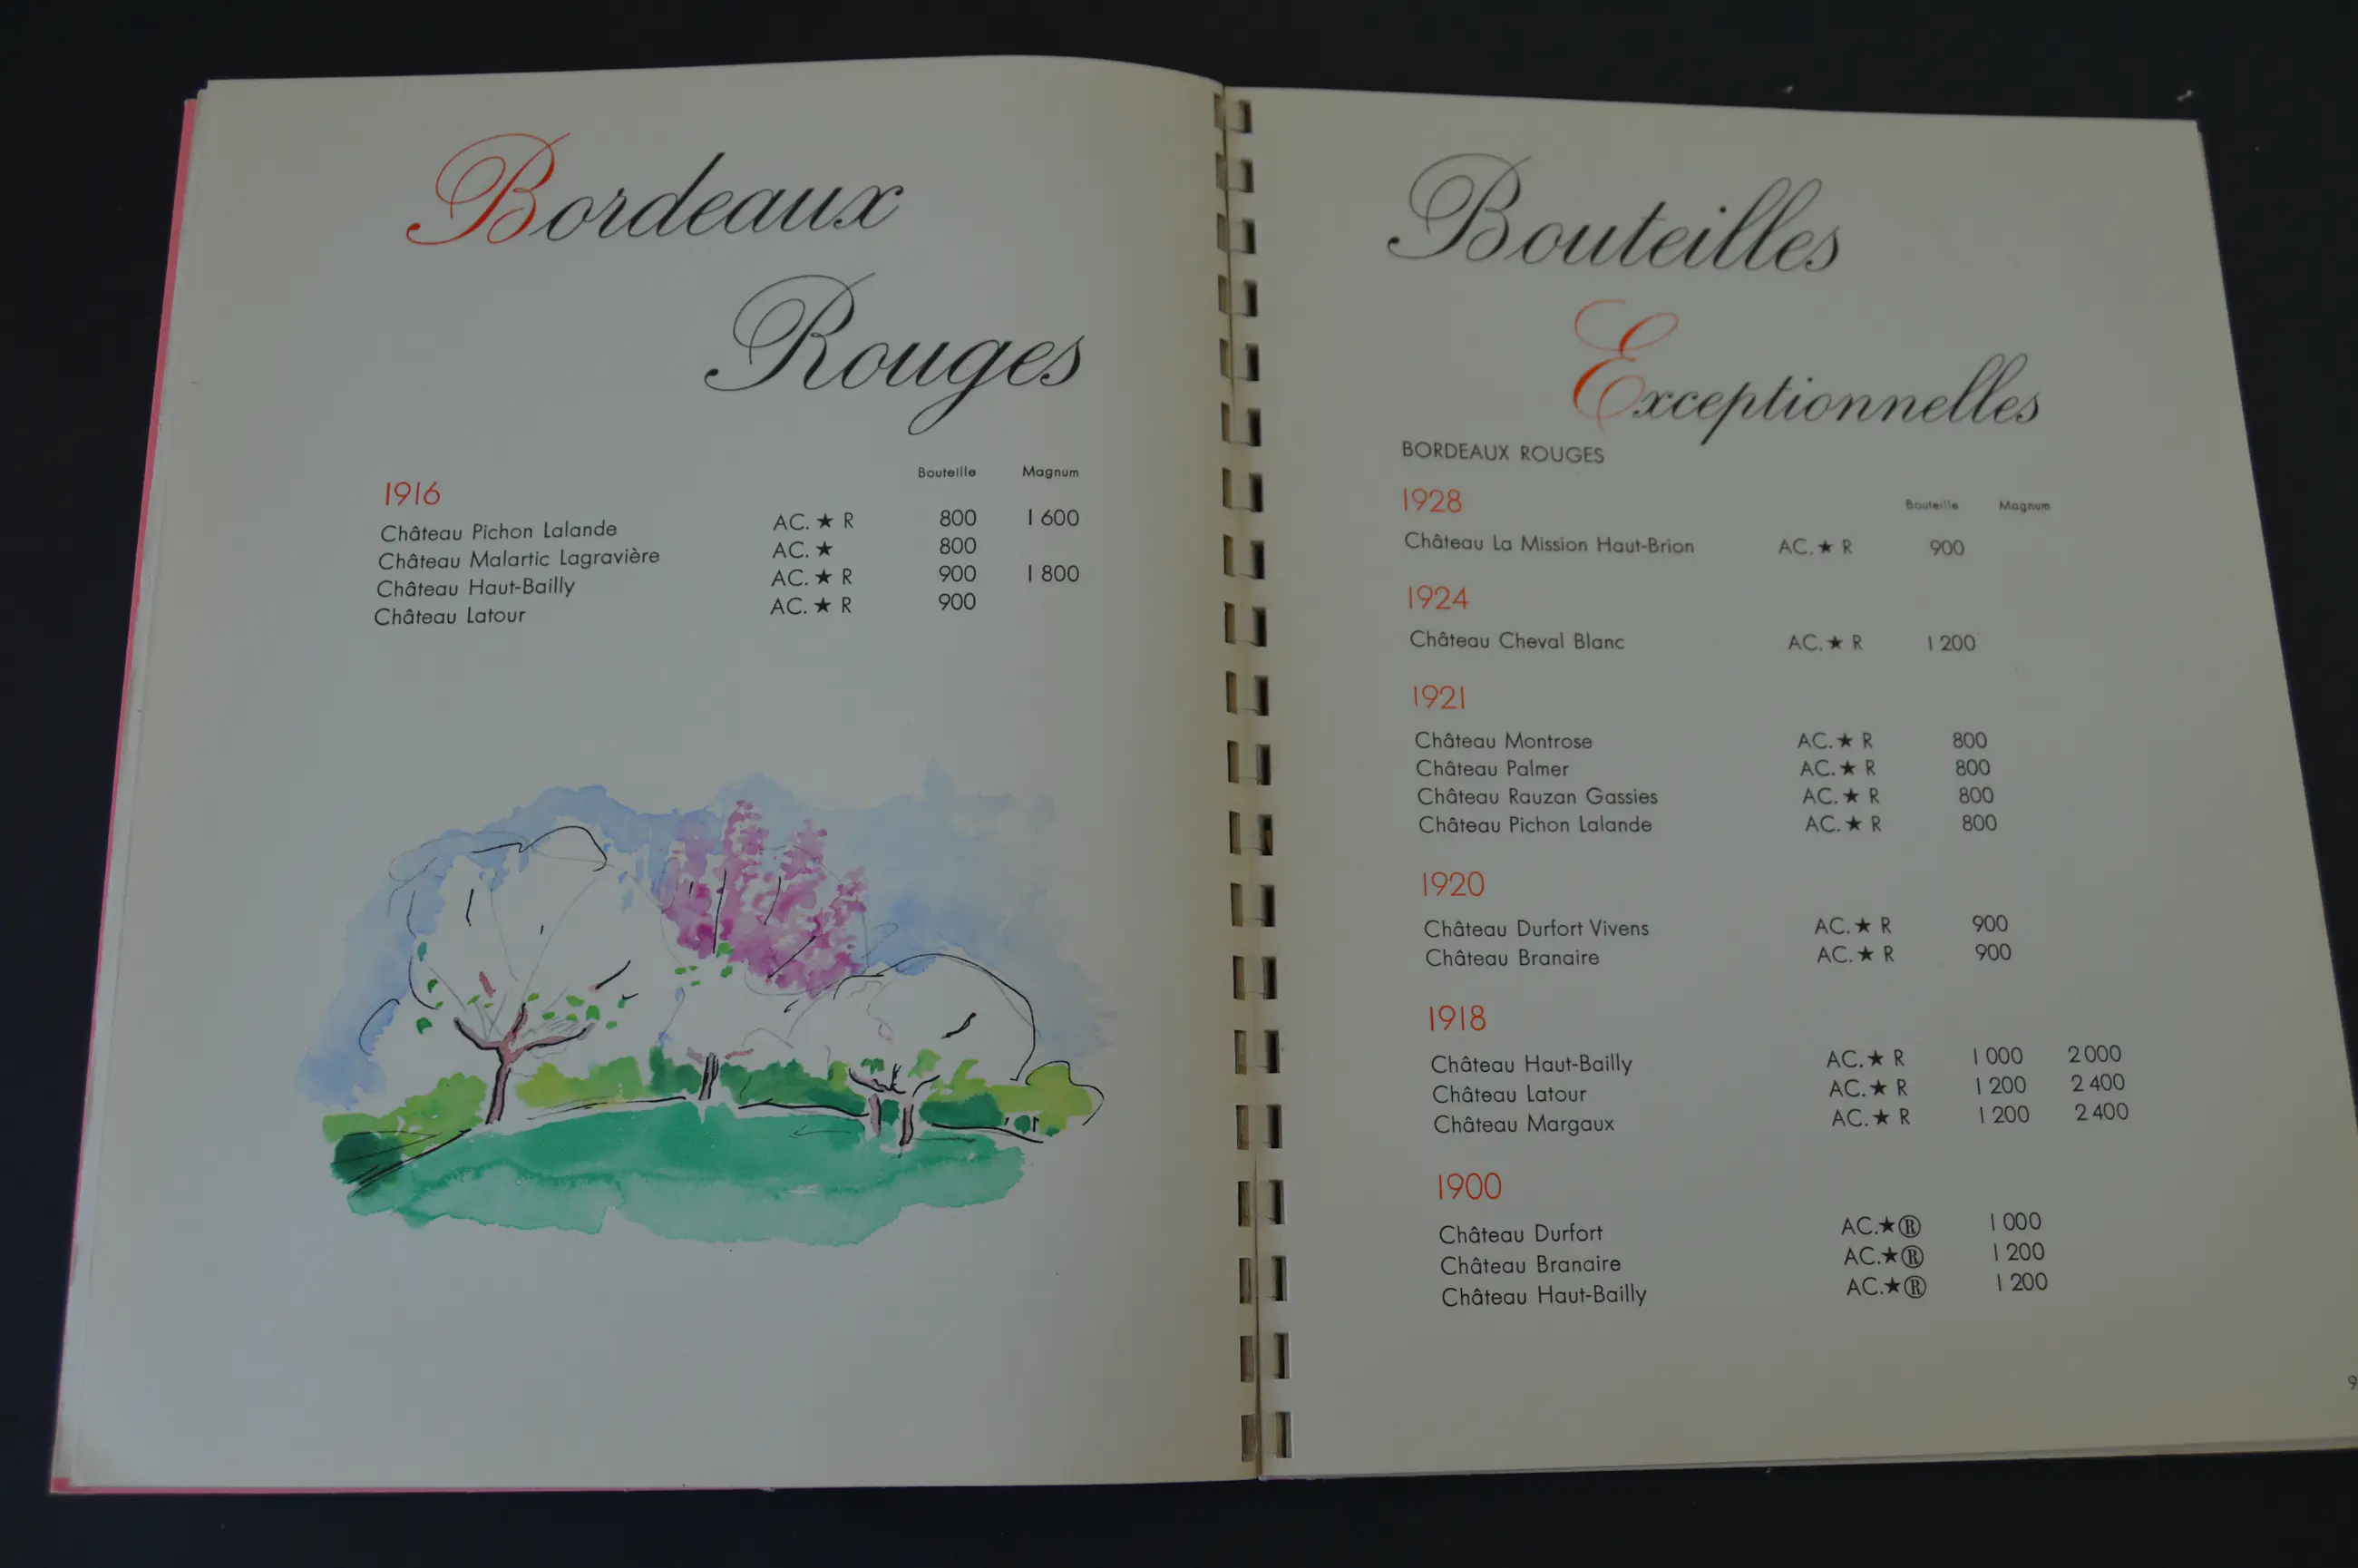 Bordeaux
Rouges
Bouteille Magnum
1916
Château Pichon Lalande AC. ★ R 800 1 600
Château Malartic Lagravière AC. ★ 800
Château Haut-Bailly AC. ★ R 900 1 800
Château Latour AC. ★ R 900
Bouteilles
Exceptionnelles
BORDEAUX ROUGES
1928 Bouteille Magnum
Château La Mission Haut-Brion AC. ★ R 900
1924
Château Cheval Blanc AC. ★ R 1 200
1921
Château Montrose AC. ★ R 800
Château Palmer AC. ★ R 800
Château Rauzan Gassies AC. ★ R 800
Château Pichon Lalande AC. ★ R 800
1920
Château Durfort Vivens AC. ★ R 900
Château Branaire AC. ★ R 900
1918
Château Haut-Bailly AC. ★ R 1 000 2 000
Château Latour AC. ★ R 1 200 2 400
Château Margaux AC. ★ R 1 200 2 400
1900
Château Durfort AC. ★ Ⓡ 1 000
Château Branaire AC. ★ Ⓡ 1 200
Château Haut-Bailly AC. ★ Ⓡ 1 200
9